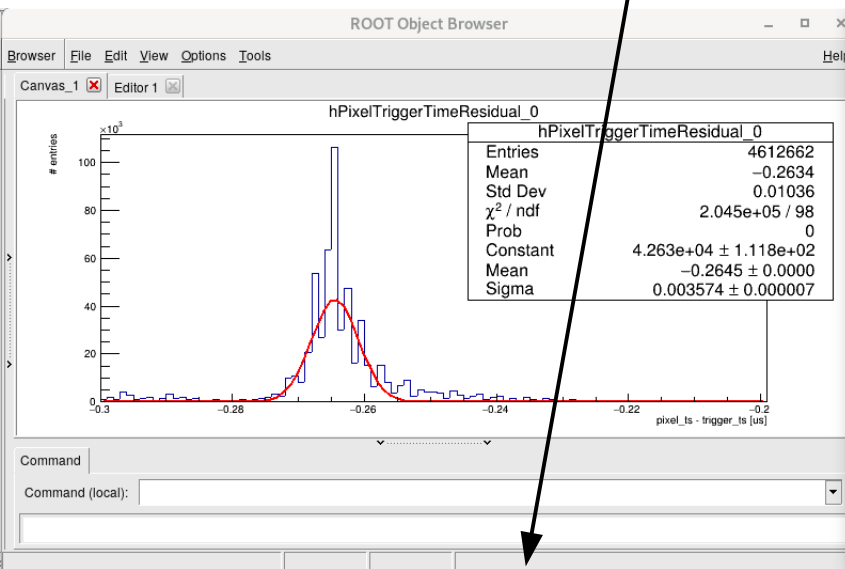 ROOT Object Browser
Browser File Edit View Options Tools
Help
Canvas_1 Editor 1
hPixelTriggerTimeResidual_0
×10³
# entries
100
80
60
40
20
0
−0.3 −0.28 −0.26 −0.24 −0.22 −0.2
pixel_ts - trigger_ts [us]
hPixelTriggerTimeResidual_0
Entries 4612662
Mean −0.2634
Std Dev 0.01036
χ² / ndf 2.045e+05 / 98
Prob 0
Constant 4.263e+04 ± 1.118e+02
Mean −0.2645 ± 0.0000
Sigma 0.003574 ± 0.000007
Command
Command (local):